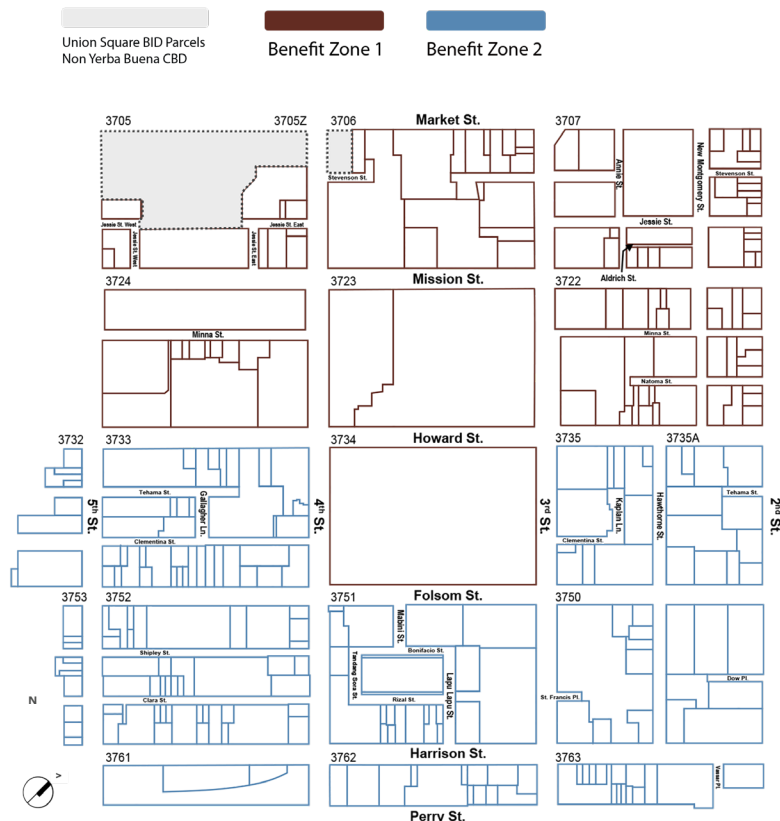 Union Square BID Parcels
Non Yerba Buena CBD
Benefit Zone 1
Benefit Zone 2
3705
3705Z
3706
Market St.
3707
Stevenson St.
Annie St.
New Montgomery St.
Stevenson St.
Jessie St. West
Jessie St. West
Jessie St. East
Jessie St. East
Jessie St.
Aldrich St.
3724
3723
Mission St.
3722
Minna St.
Minna St.
Natoma St.
3732
3733
3734
Howard St.
3735
3735A
5th St.
Tehama St.
Gallagher Ln.
4th St.
3rd St.
Kaplan Ln.
Hawthorne St.
Tehama St.
2nd St.
Clementina St.
Clementina St.
3753
3752
3751
Folsom St.
3750
Mabini St.
Shipley St.
Tandang Sora St.
Bonifacio St.
Lapu Lapu St.
Dow Pl.
N
Clara St.
Rizal St.
St. Francis Pl.
3761
3762
Harrison St.
3763
Vassar Pl.
Perry St.